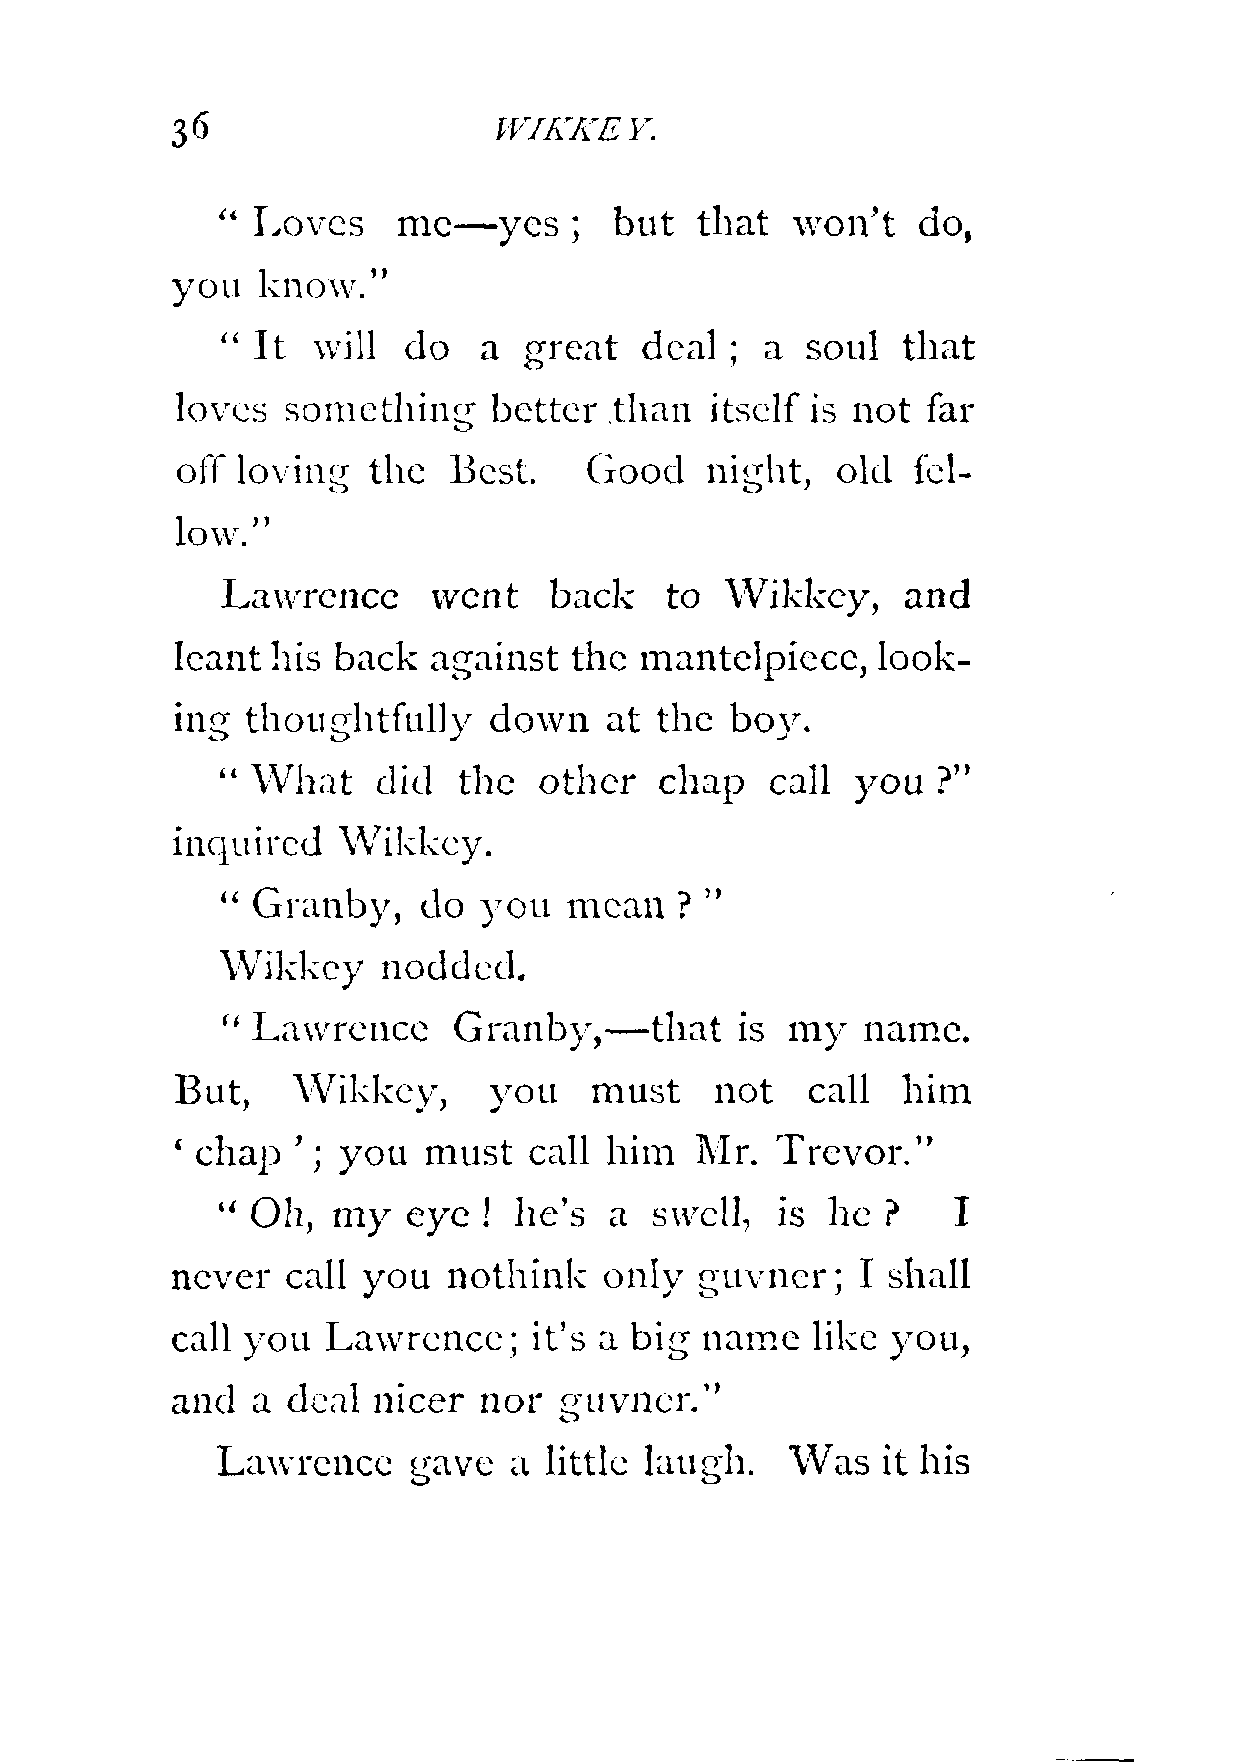 36 WIKKEY.
“ Loves me—yes ; but that won’t do,
you know.”
“ It will do a great deal ; a soul that
loves something better than itself is not far
off loving the Best. Good night, old fel-
low.”
Lawrence went back to Wikkey, and
leant his back against the mantelpiece, look-
ing thoughtfully down at the boy.
“ What did the other chap call you ?”
inquired Wikkey.
“ Granby, do you mean ? ”
Wikkey nodded.
“ Lawrence Granby,—that is my name.
But, Wikkey, you must not call him
‘ chap ’ ; you must call him Mr. Trevor.”
“ Oh, my eye ! he’s a swell, is he ? I
never call you nothink only guvner ; I shall
call you Lawrence ; it’s a big name like you,
and a deal nicer nor guvner.”
Lawrence gave a little laugh. Was it his